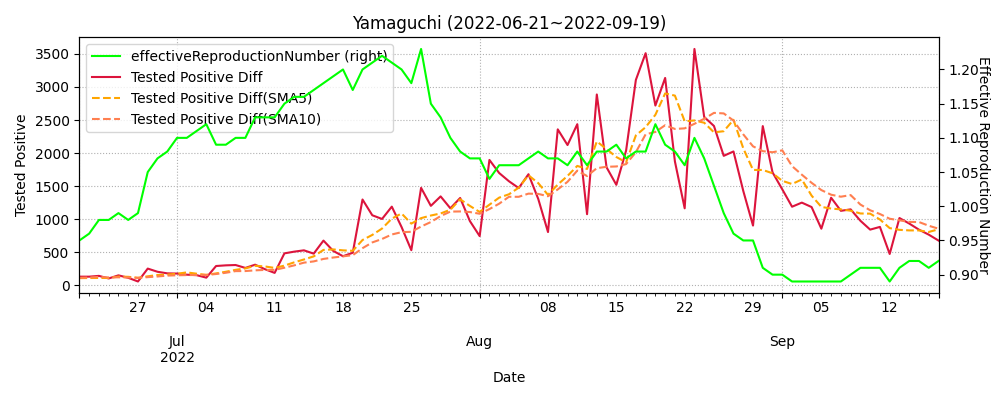 Yamaguchi (2022-06-21~2022-09-19)
effectiveReproductionNumber (right)
Tested Positive Diff
Tested Positive Diff(SMA5)
Tested Positive Diff(SMA10)
Tested Positive
3500
3000
2500
2000
1500
1000
500
0
Effective Reproduction Number
1.20
1.15
1.10
1.05
1.00
0.95
0.90
27 04 11 18 25 08 15 22 29 05 12
Jul Aug Sep
2022
Date